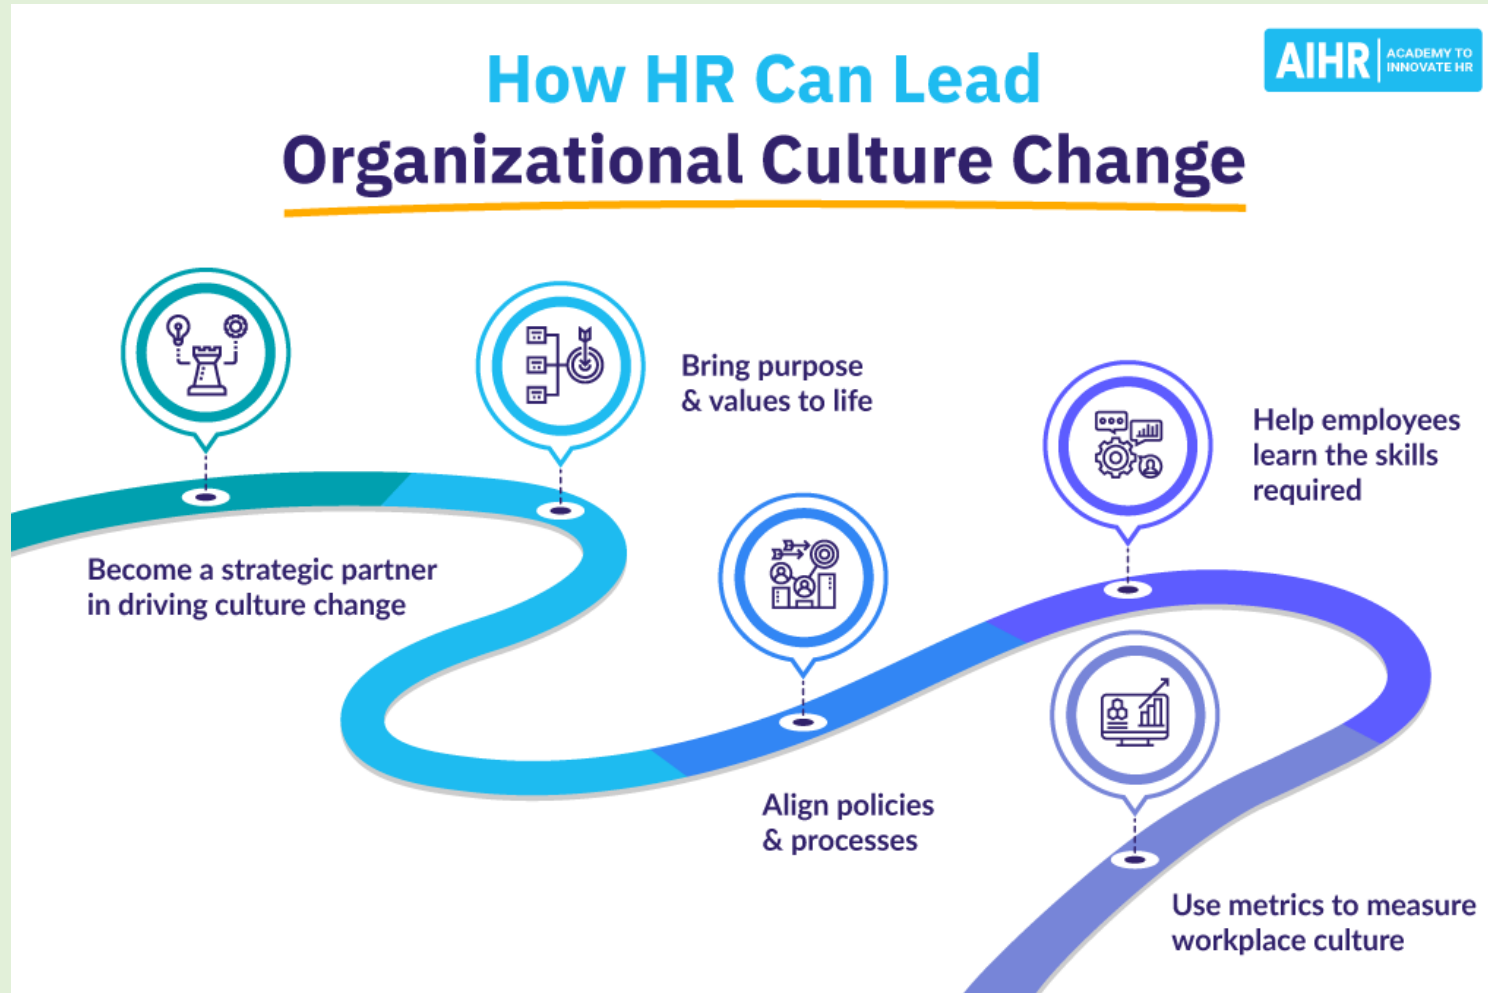 How HR Can Lead
Organizational Culture Change
AIHR
ACADEMY TO
INNOVATE HR
Become a strategic partner
in driving culture change
Bring purpose
& values to life
Align policies
& processes
Help employees
learn the skills
required
Use metrics to measure
workplace culture